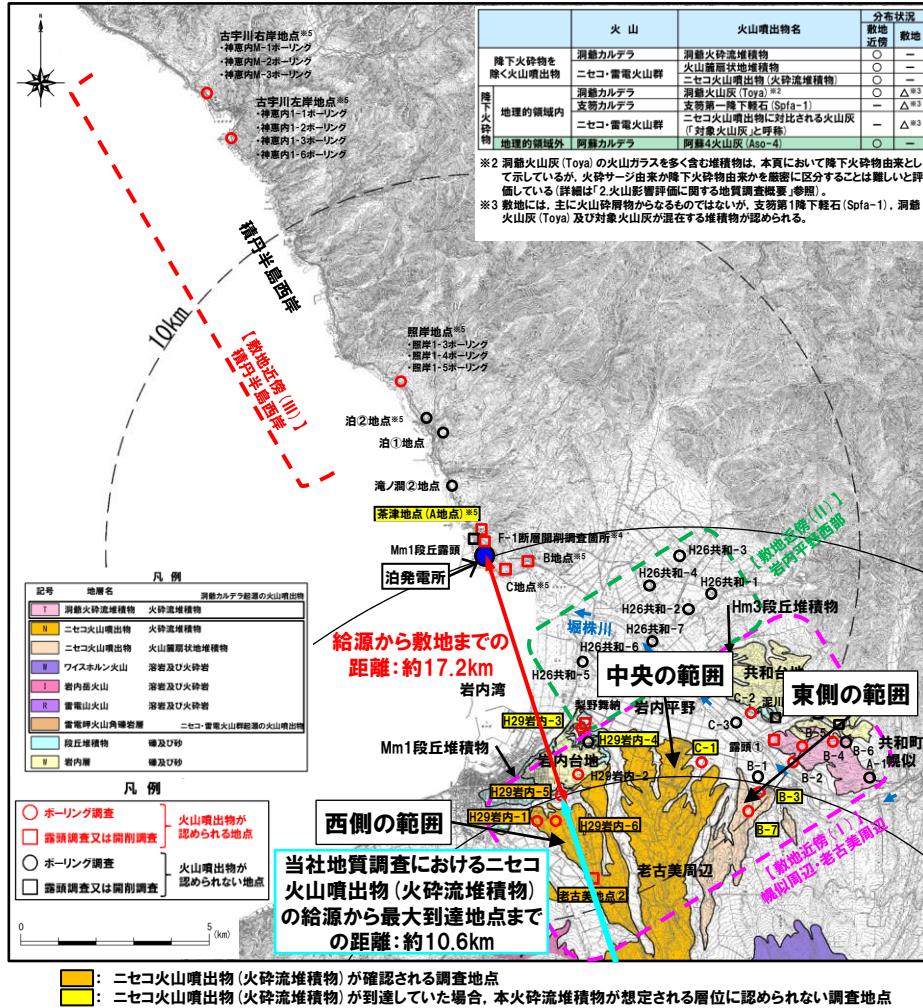 古宇川右岸地点※5
・神恵内M-1ボーリング
・神恵内M-2ボーリング
・神恵内M-3ボーリング
古宇川左岸地点※5
・神恵内1-1ボーリング
・神恵内1-2ボーリング
・神恵内1-3ボーリング
・神恵内1-6ボーリング
火山 火山噴出物名 分布状況
敷地近傍 敷地
降下火砕物を除く火山噴出物 洞爺カルデラ 洞爺火砕流堆積物 ○ －
ニセコ・雷電火山群 火山麓扇状地堆積物 ○ －
ニセコ火山噴出物(火砕流堆積物) ○ －
降下火砕物 地理的領域内 洞爺カルデラ 洞爺火山灰(Toya)※2 ○ △※3
支笏カルデラ 支笏第一降下軽石(Spfa-1) － △※3
ニセコ・雷電火山群 ニセコ火山噴出物に対比される火山灰(「対象火山灰」と呼称) － △※3
地理的領域外 阿蘇カルデラ 阿蘇4火山灰(Aso-4) ○ －
※2 洞爺火山灰(Toya)の火山ガラスを多く含む堆積物は，本頁において降下火砕物由来とし
て示しているが，火砕サージ由来か降下火砕物由来かを厳密に区分することは難しいと評
価している(詳細は「2.火山影響評価に関する地質調査概要」参照)。
※3 敷地には，主に火山砕屑物からなるものではないが，支笏第1降下軽石(Spfa-1)，洞爺
火山灰(Toya)及び対象火山灰が混在する堆積物が認められる。
積丹半島西岸
10km
【敷地近傍(Ⅲ)】
積丹半島西岸
照岸地点※5
・照岸1-3ボーリング
・照岸1-4ボーリング
・照岸1-5ボーリング
泊②地点※5
泊①地点
滝ノ澗②地点
茶津地点(A地点)※5
F-1断層開削調査箇所※4
Mm1段丘露頭
泊発電所
B地点※5
C地点※5
【敷地近傍(Ⅱ)】
岩内平野西部
H26共和-3
H26共和-4
H26共和-1
H26共和-2
H26共和-7
H26共和-6
H26共和-5
堀株川
Hm3段丘堆積物
給源から敷地までの
距離：約17.2km
岩内湾
中央の範囲
共和台地
東側の範囲
梨野舞納
岩内平野
H29岩内-3
H29岩内-4
Mm1段丘堆積物
岩内台地
H29岩内-2
H29岩内-5
H29岩内-1
H29岩内-6
C-1
C-2
C-3
露頭①
B-5
B-4
B-6
A-1
B-1
B-2
B-3
B-7
共和町
幌似
西側の範囲
老古美周辺
老古美地点2
【敷地近傍(Ⅰ)】
幌似周辺・老古美周辺
当社地質調査におけるニセコ
火山噴出物(火砕流堆積物)
の給源から最大到達地点まで
の距離：約10.6km
凡例
記号 地層名
洞爺カルデラ起源の火山噴出物
T 洞爺火砕流堆積物 火砕流堆積物
N ニセコ火山噴出物 火砕流堆積物
ニセコ火山噴出物 火山麓扇状地堆積物
W ワイスホルン火山 溶岩及び火砕岩
I 岩内岳火山 溶岩及び火砕岩
R 雷電山火山 溶岩及び火砕岩
雷電岬火山角礫岩層 ニセコ・雷電火山群起源の火山噴出物
段丘堆積物 礫及び砂
W 岩内層 礫及び砂
凡例
ボーリング調査
露頭調査又は開削調査
火山噴出物が
認められる地点
ボーリング調査
露頭調査又は開削調査
火山噴出物が
認められない地点
0 5 (km)
：ニセコ火山噴出物(火砕流堆積物)が確認される調査地点
：ニセコ火山噴出物(火砕流堆積物)が到達していた場合，本火砕流堆積物が想定される層位に認められない調査地点